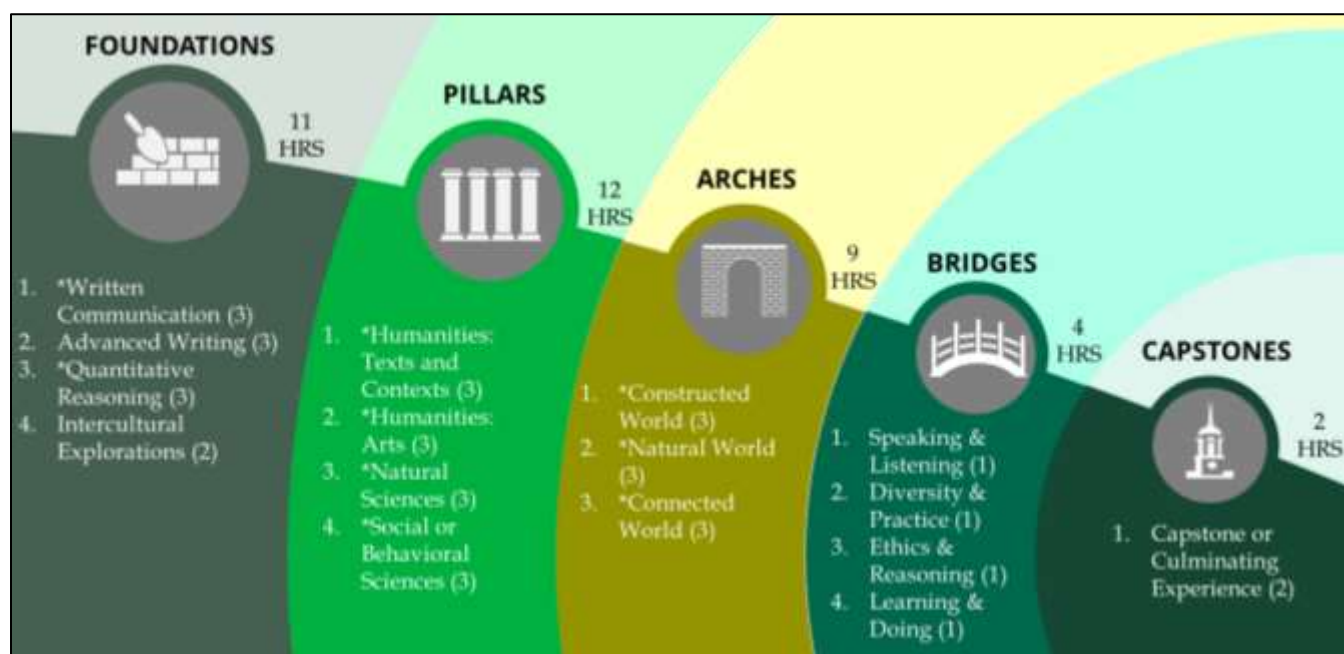 FOUNDATIONS
11
HRS
1. *Written
Communication (3)
2. Advanced Writing (3)
3. *Quantitative
Reasoning (3)
4. Intercultural
Explorations (2)
PILLARS
12
HRS
1. *Humanities:
Texts and
Contexts (3)
2. *Humanities:
Arts (3)
3. *Natural
Sciences (3)
4. *Social or
Behavioral
Sciences (3)
ARCHES
9
HRS
1. *Constructed
World (3)
2. *Natural World
(3)
3. *Connected
World (3)
BRIDGES
4
HRS
1. Speaking &
Listening (1)
2. Diversity &
Practice (1)
3. Ethics &
Reasoning (1)
4. Learning &
Doing (1)
CAPSTONES
2
HRS
1. Capstone or
Culminating
Experience (2)